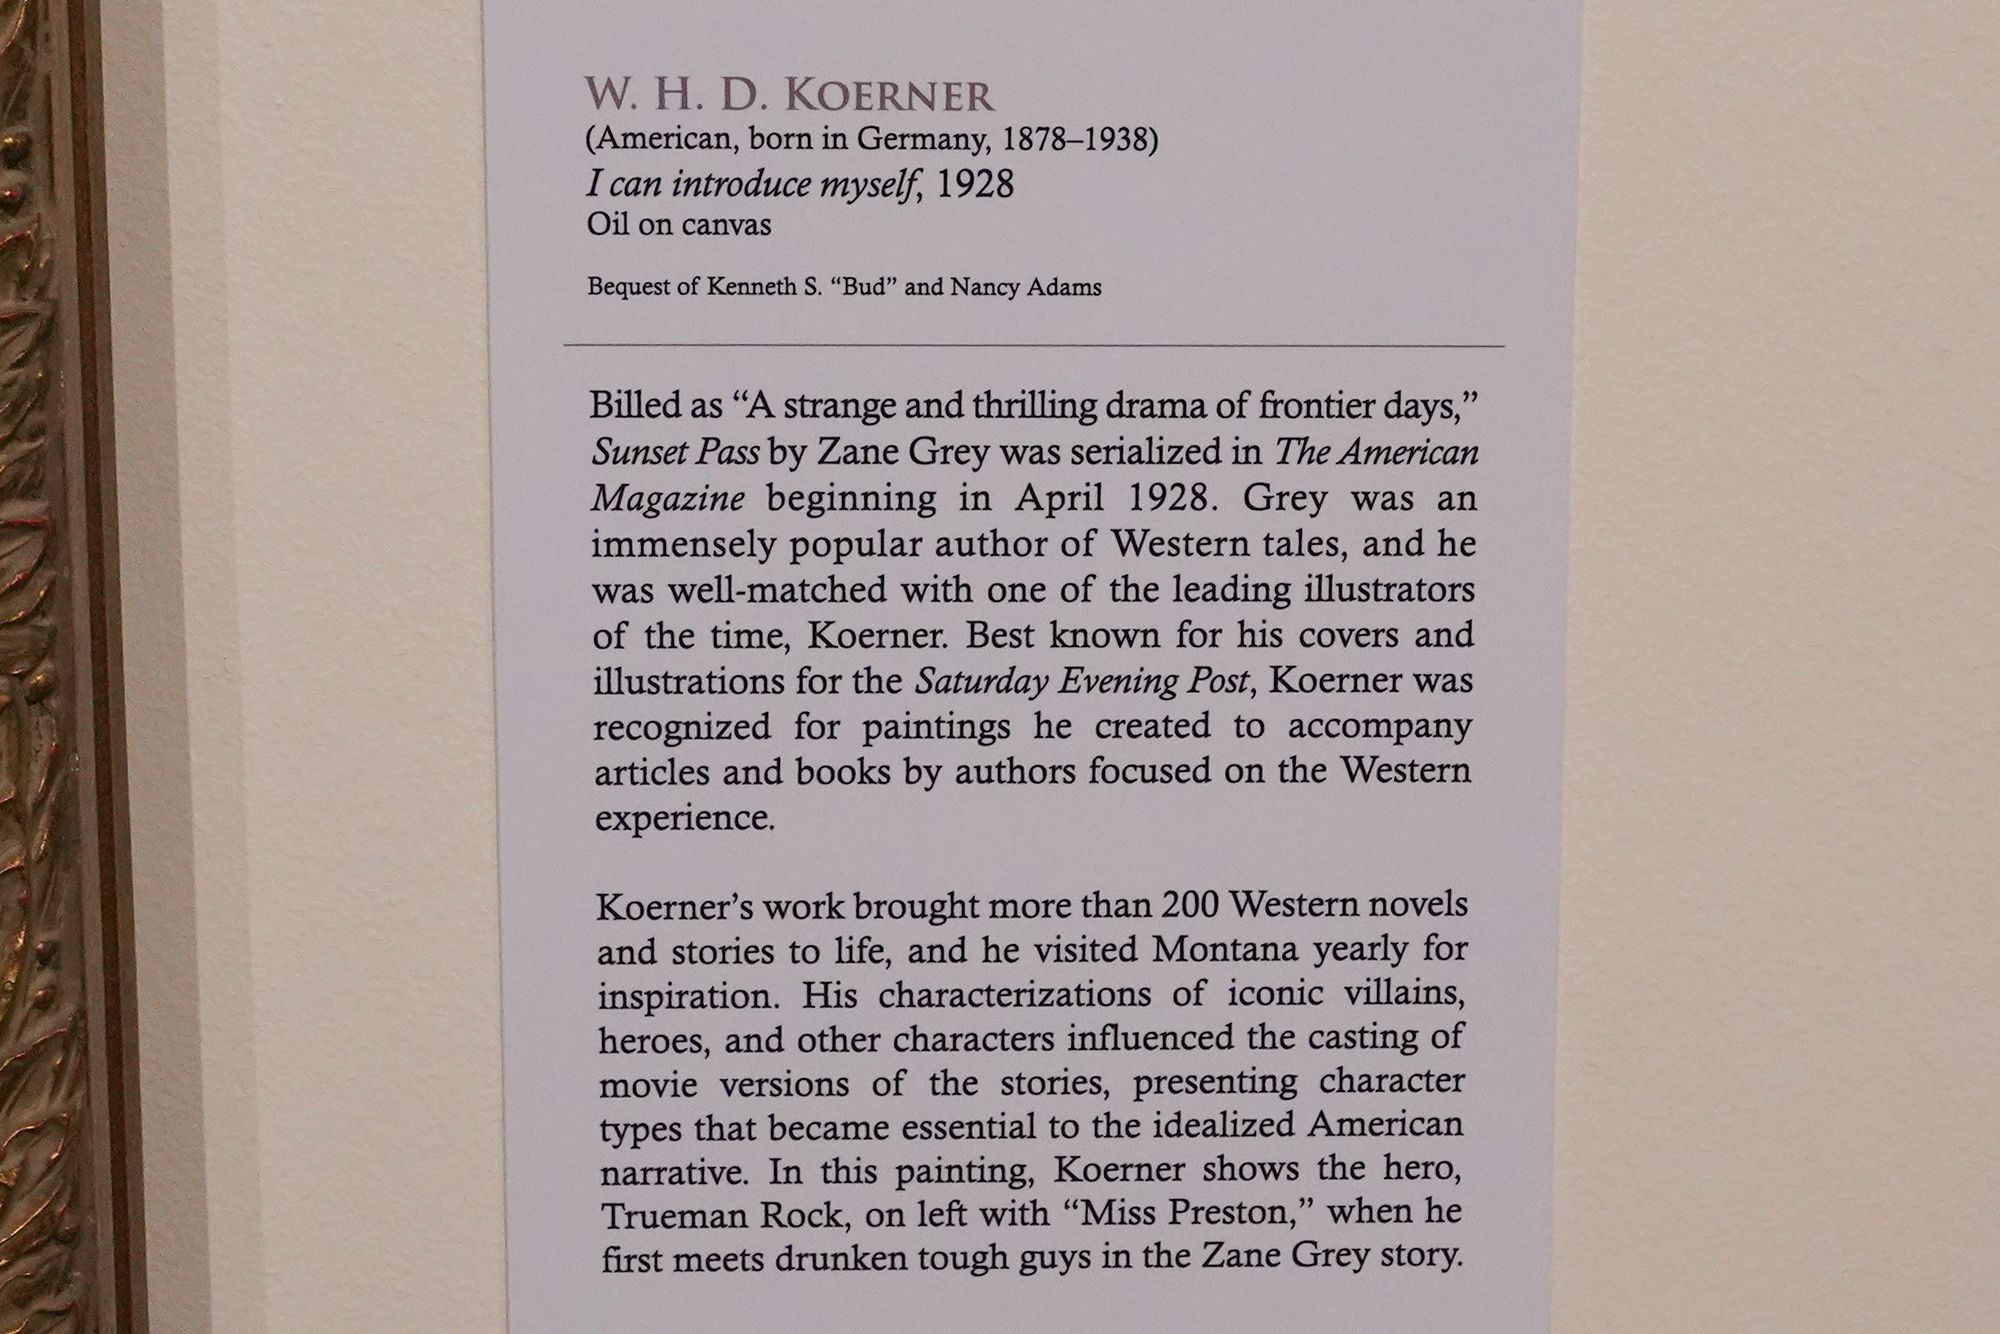 W. H. D. KOERNER
(American, born in Germany, 1878–1938)
I can introduce myself, 1928
Oil on canvas
Bequest of Kenneth S. “Bud” and Nancy Adams
Billed as “A strange and thrilling drama of frontier days,”
Sunset Pass by Zane Grey was serialized in The American
Magazine beginning in April 1928. Grey was an
immensely popular author of Western tales, and he
was well-matched with one of the leading illustrators
of the time, Koerner. Best known for his covers and
illustrations for the Saturday Evening Post, Koerner was
recognized for paintings he created to accompany
articles and books by authors focused on the Western
experience.
Koerner’s work brought more than 200 Western novels
and stories to life, and he visited Montana yearly for
inspiration. His characterizations of iconic villains,
heroes, and other characters influenced the casting of
movie versions of the stories, presenting character
types that became essential to the idealized American
narrative. In this painting, Koerner shows the hero,
Trueman Rock, on left with “Miss Preston,” when he
first meets drunken tough guys in the Zane Grey story.